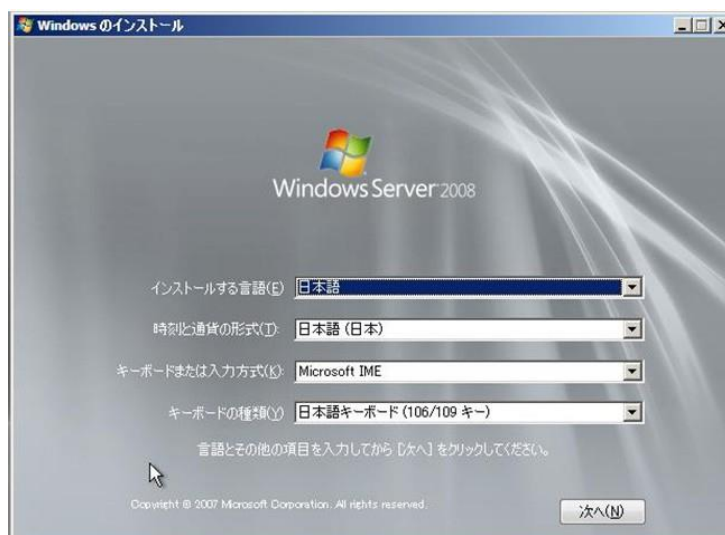 Windows のインストール
Windows Server 2008
インストールする言語(E) 日本語
時刻と通貨の形式(T): 日本語 (日本)
キーボードまたは入力方式(K): Microsoft IME
キーボードの種類(Y) 日本語キーボード (106/109 キー)
言語とその他の項目を入力してから [次へ] をクリックしてください。
Copyright © 2007 Microsoft Corporation. All rights reserved.
次へ(N)